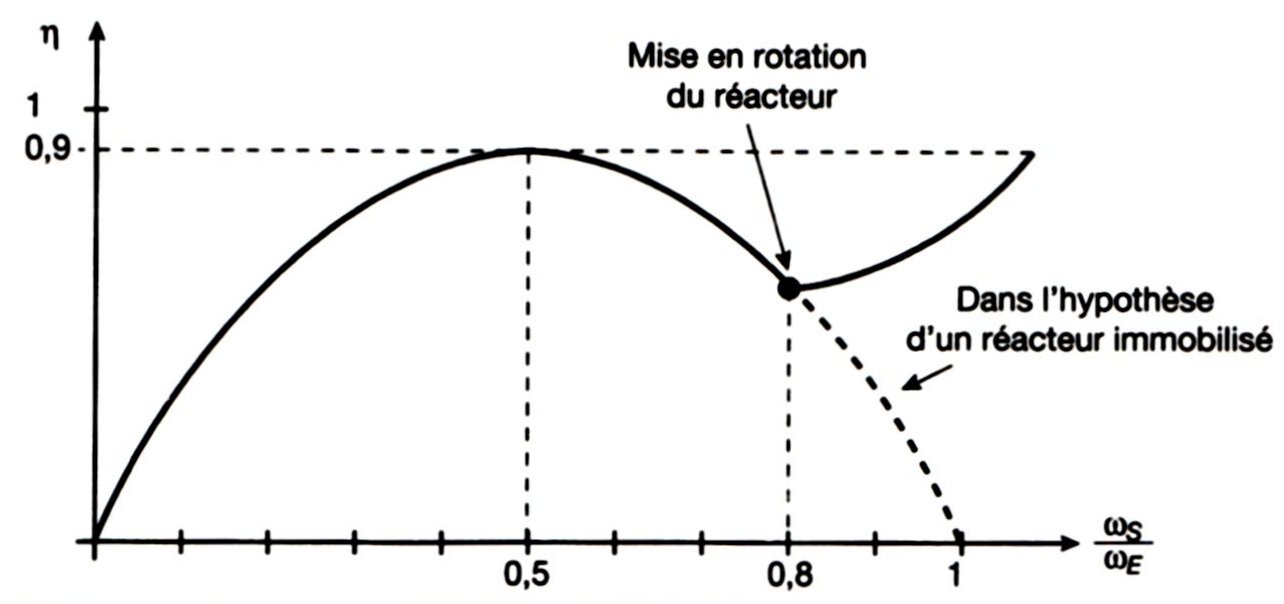 η
Mise en rotation
du réacteur
1
0,9
Dans l'hypothèse
d'un réacteur immobilisé
0,5
0,8
1
ωS
ωE